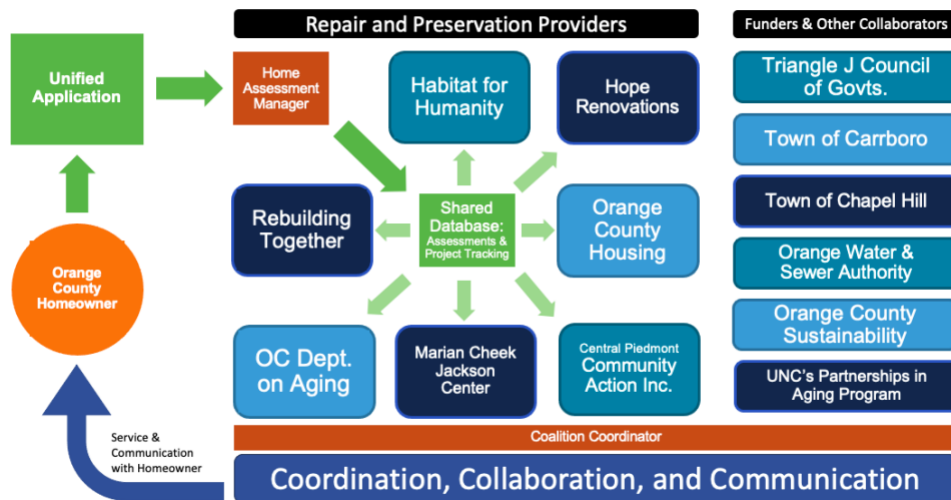 Repair and Preservation Providers
Funders & Other Collaborators
Unified
Application
Home
Assessment
Manager
Habitat for
Humanity
Hope
Renovations
Triangle J Council
of Govts.
Town of Carrboro
Rebuilding
Together
Shared
Database:
Assessments &
Project Tracking
Orange
County
Housing
Town of Chapel Hill
Orange
County
Homeowner
Orange Water &
Sewer Authority
Orange County
Sustainability
OC Dept.
on Aging
Marian Cheek
Jackson
Center
Central Piedmont
Community
Action Inc.
UNC's Partnerships in
Aging Program
Service &
Communication
with Homeowner
Coalition Coordinator
Coordination, Collaboration, and Communication